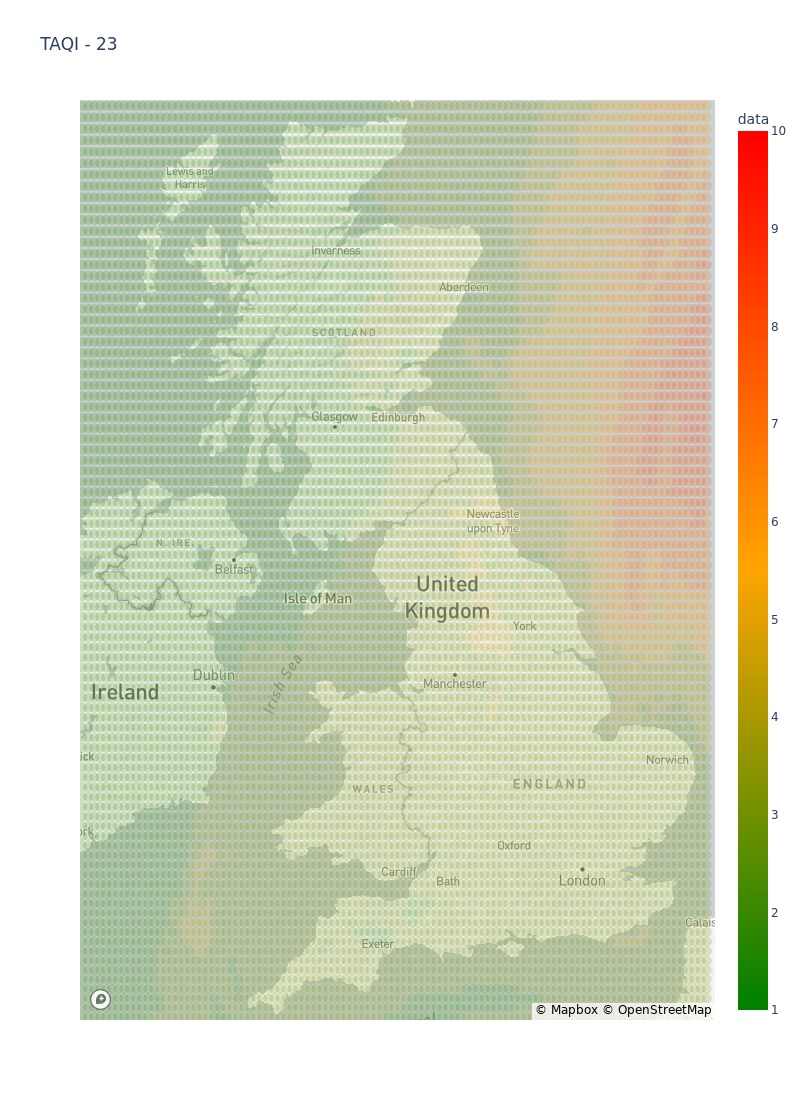 TAQI - 23
data
10
9
8
7
6
5
4
3
2
1
Lewis and
Harris
Inverness
Aberdeen
SCOTLAND
Glasgow
Edinburgh
Newcastle
upon Tyne
N. IRE.
Belfast
Isle of Man
United
Kingdom
York
Irish Sea
Dublin
Manchester
Ireland
Norwich
ick
WALES
ENGLAND
rk
Oxford
Cardiff
Bath
London
Calais
Exeter
© Mapbox © OpenStreetMap